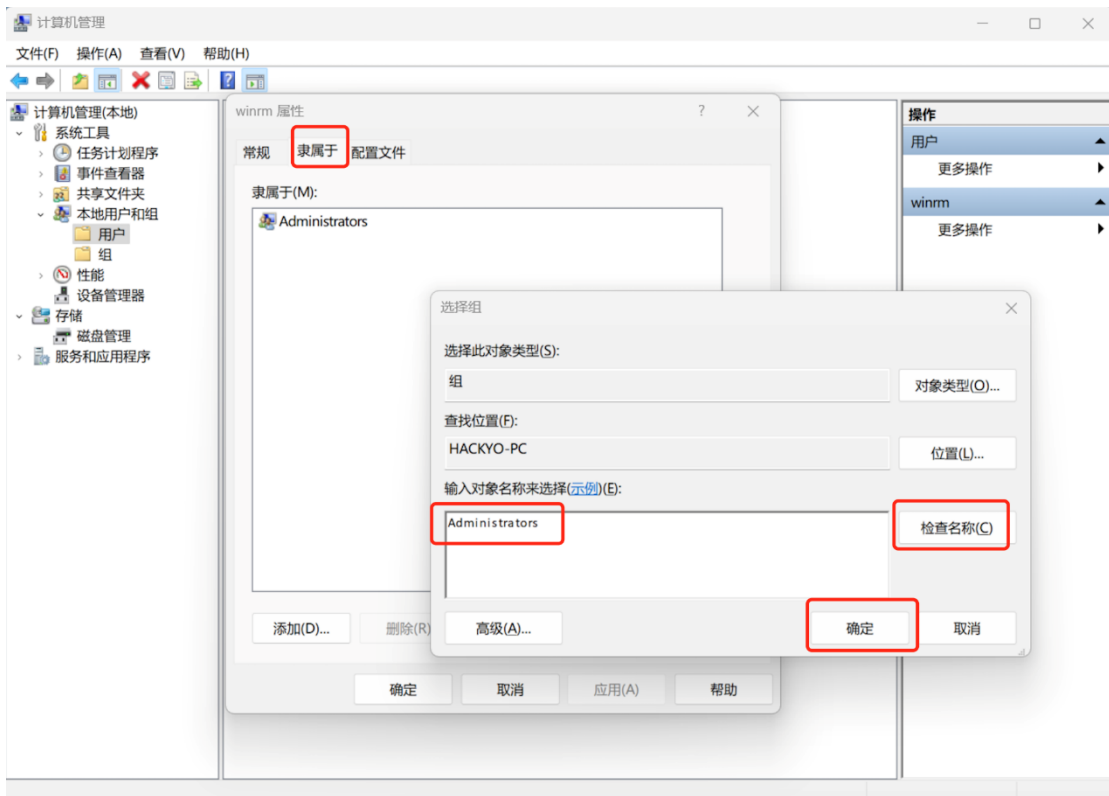 计算机管理
文件(F) 操作(A) 查看(V) 帮助(H)
计算机管理(本地)
系统工具
任务计划程序
事件查看器
共享文件夹
本地用户和组
用户
组
性能
设备管理器
存储
磁盘管理
服务和应用程序
winrm 属性
常规 隶属于 配置文件
隶属于(M):
Administrators
添加(D)... 删除(R)
确定 取消 应用(A) 帮助
选择组
选择此对象类型(S):
组
对象类型(O)...
查找位置(F):
HACKYO-PC
位置(L)...
输入对象名称来选择(示例)(E):
Administrators
检查名称(C)
高级(A)... 确定 取消
操作
用户
更多操作
winrm
更多操作